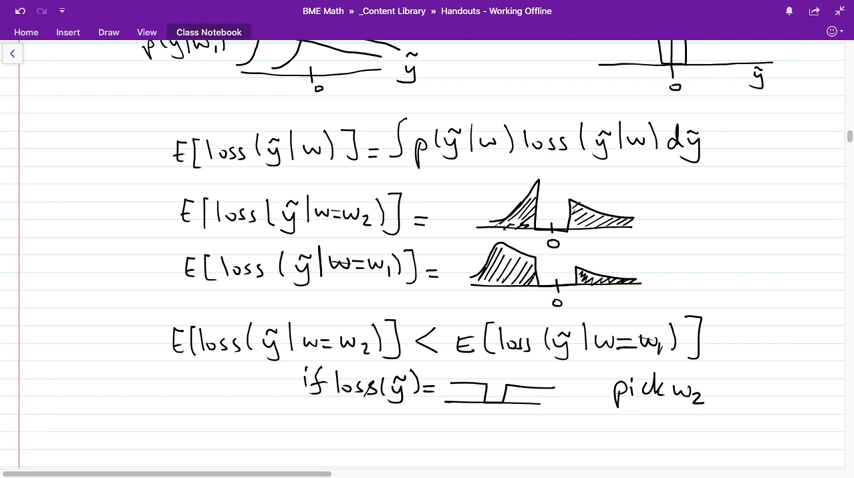 BME Math » _Content Library » Handouts - Working Offline
Home Insert Draw View Class Notebook
p(ỹ|w₁) ỹ
0 0 ỹ
E[loss(ỹ|w)] = ∫p(ỹ|w) loss(ỹ|w) dỹ
E[loss(ỹ|w=w₂)] =
0
E[loss(ỹ|w=w₁)] =
0
E[loss(ỹ|w=w₂)] < E[loss(ỹ|w=w₁)]
if loss(ỹ) = pick w₂